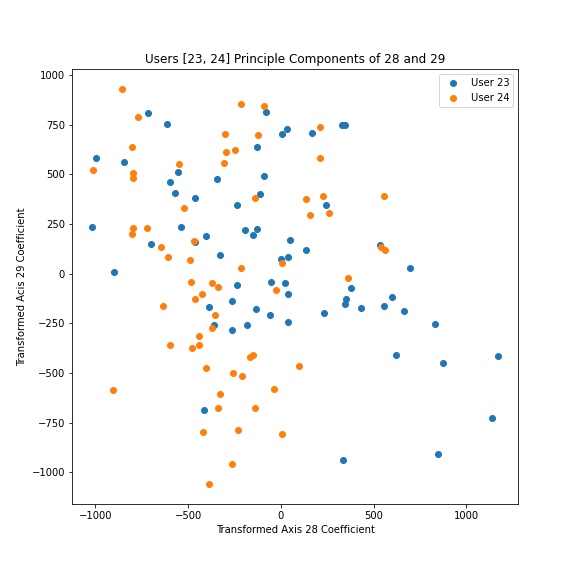 Users [23, 24] Principle Components of 28 and 29
User 23
User 24
1000
750
500
250
0
−250
−500
−750
−1000
Transformed Acis 29 Coefficient
−1000 −500 0 500 1000
Transformed Axis 28 Coefficient